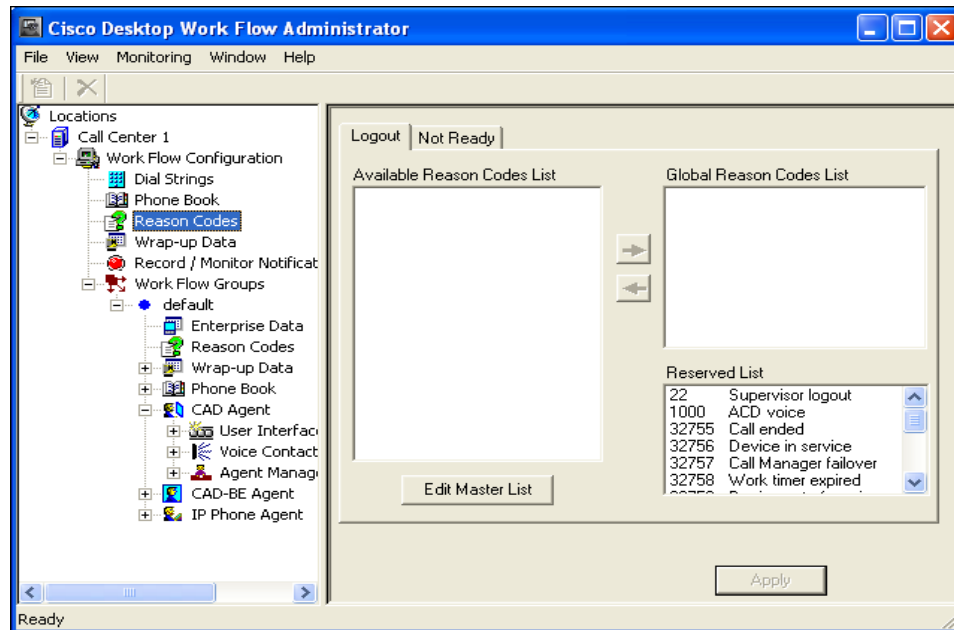 Cisco Desktop Work Flow Administrator
File View Monitoring Window Help
Locations
Call Center 1
Work Flow Configuration
Dial Strings
Phone Book
Reason Codes
Wrap-up Data
Record / Monitor Notificat
Work Flow Groups
default
Enterprise Data
Reason Codes
Wrap-up Data
Phone Book
CAD Agent
User Interfac
Voice Contact
Agent Manag
CAD-BE Agent
IP Phone Agent
Logout Not Ready
Available Reason Codes List
Edit Master List
Global Reason Codes List
Reserved List
22 Supervisor logout
1000 ACD voice
32755 Call ended
32756 Device in service
32757 Call Manager failover
32758 Work timer expired
Apply
Ready